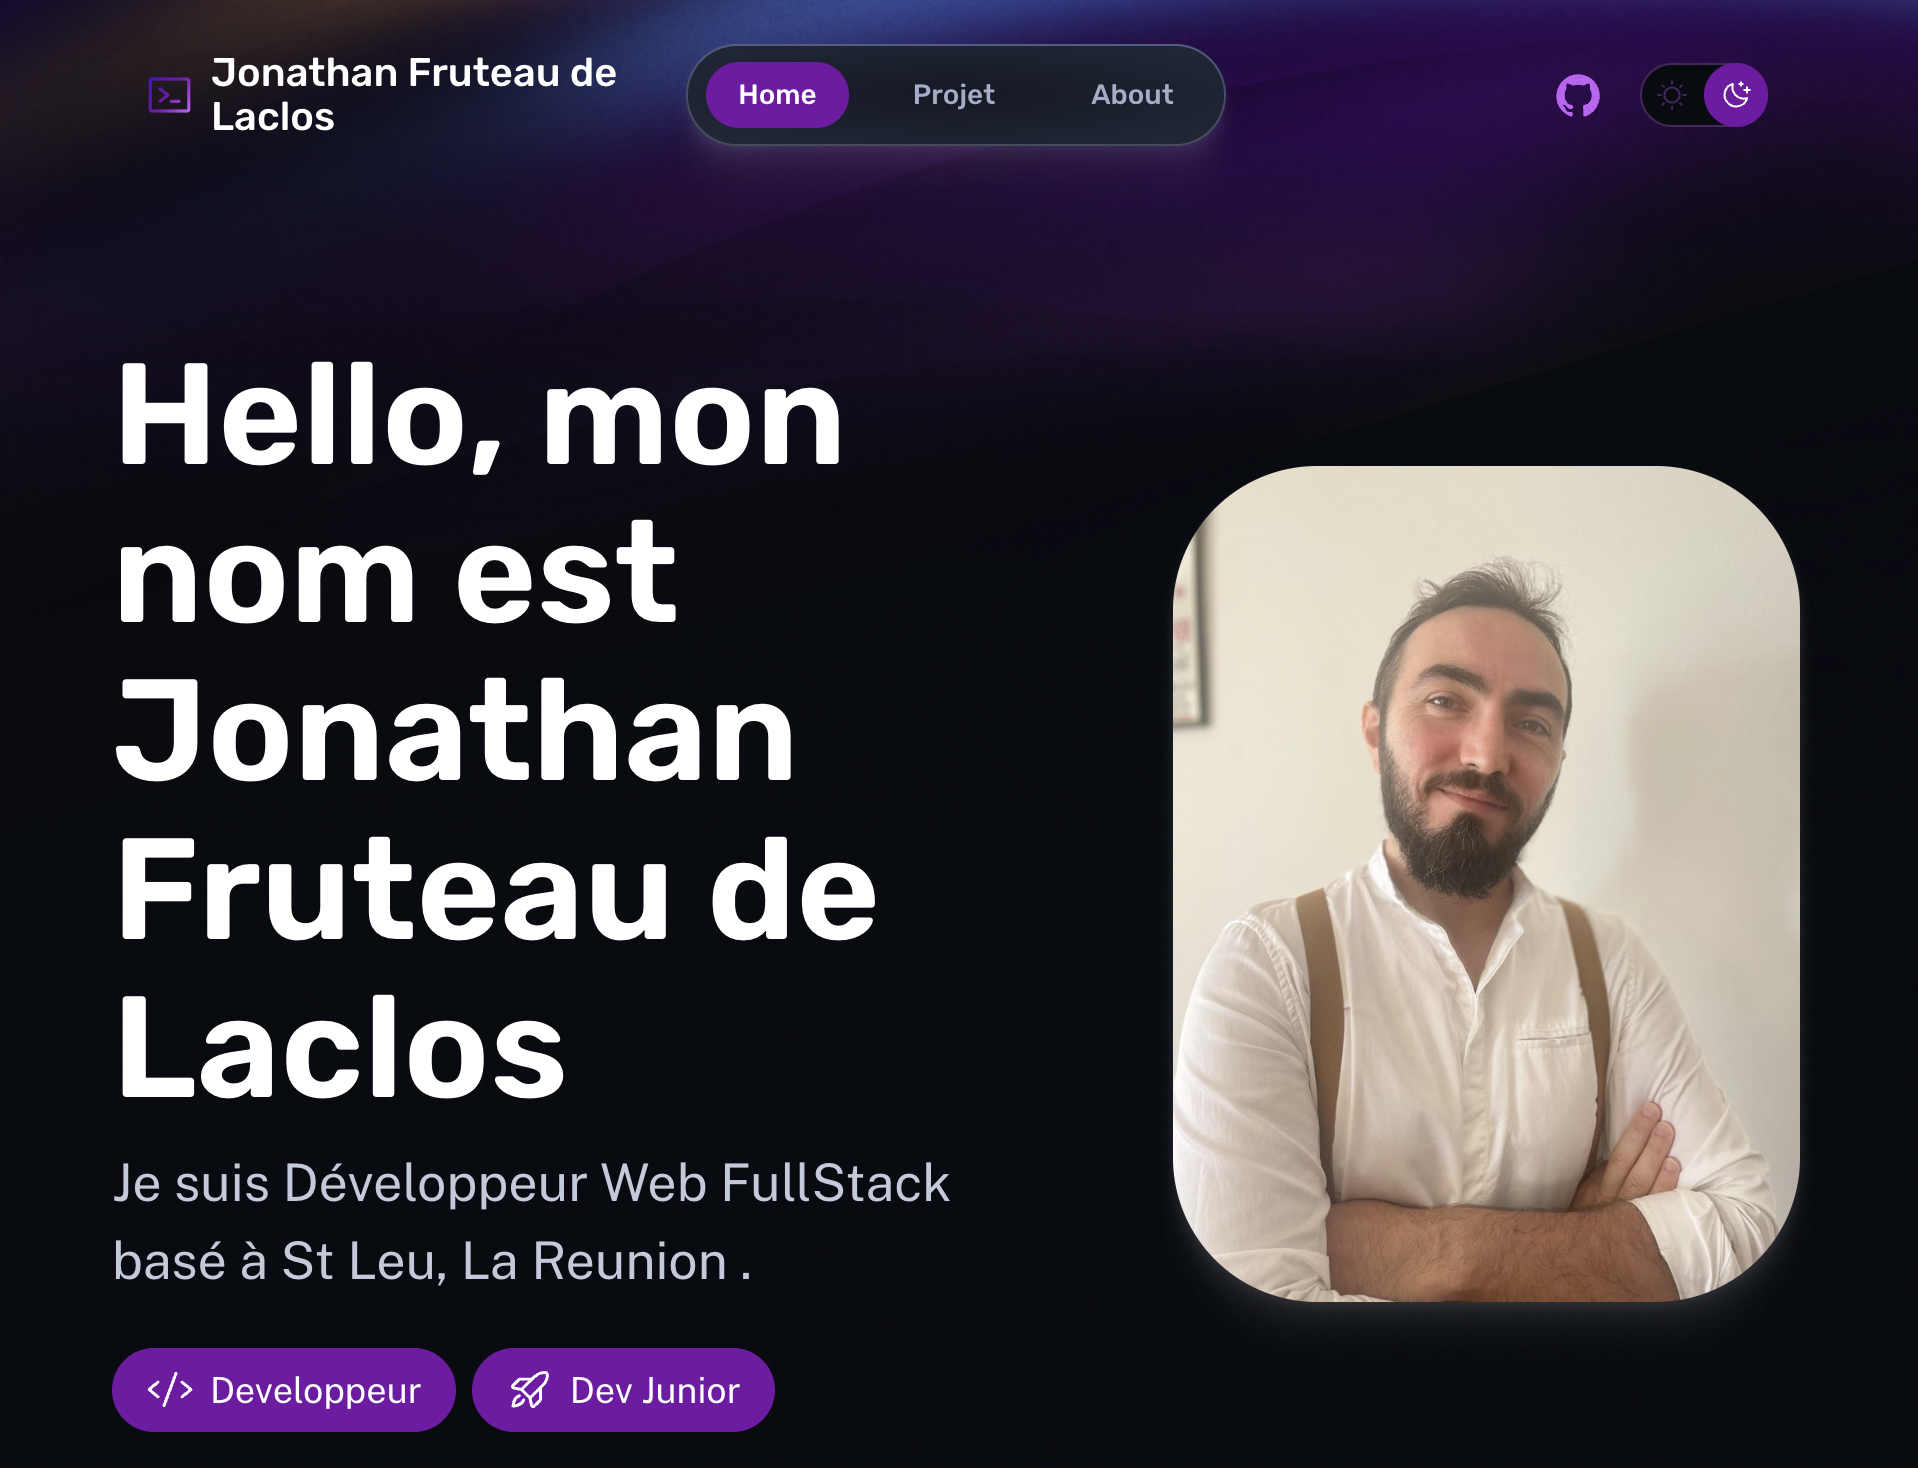 Jonathan Fruteau de
Laclos
Home
Projet
About
Hello, mon
nom est
Jonathan
Fruteau de
Laclos
Je suis Développeur Web FullStack
basé à St Leu, La Reunion .
</> Developpeur
Dev Junior